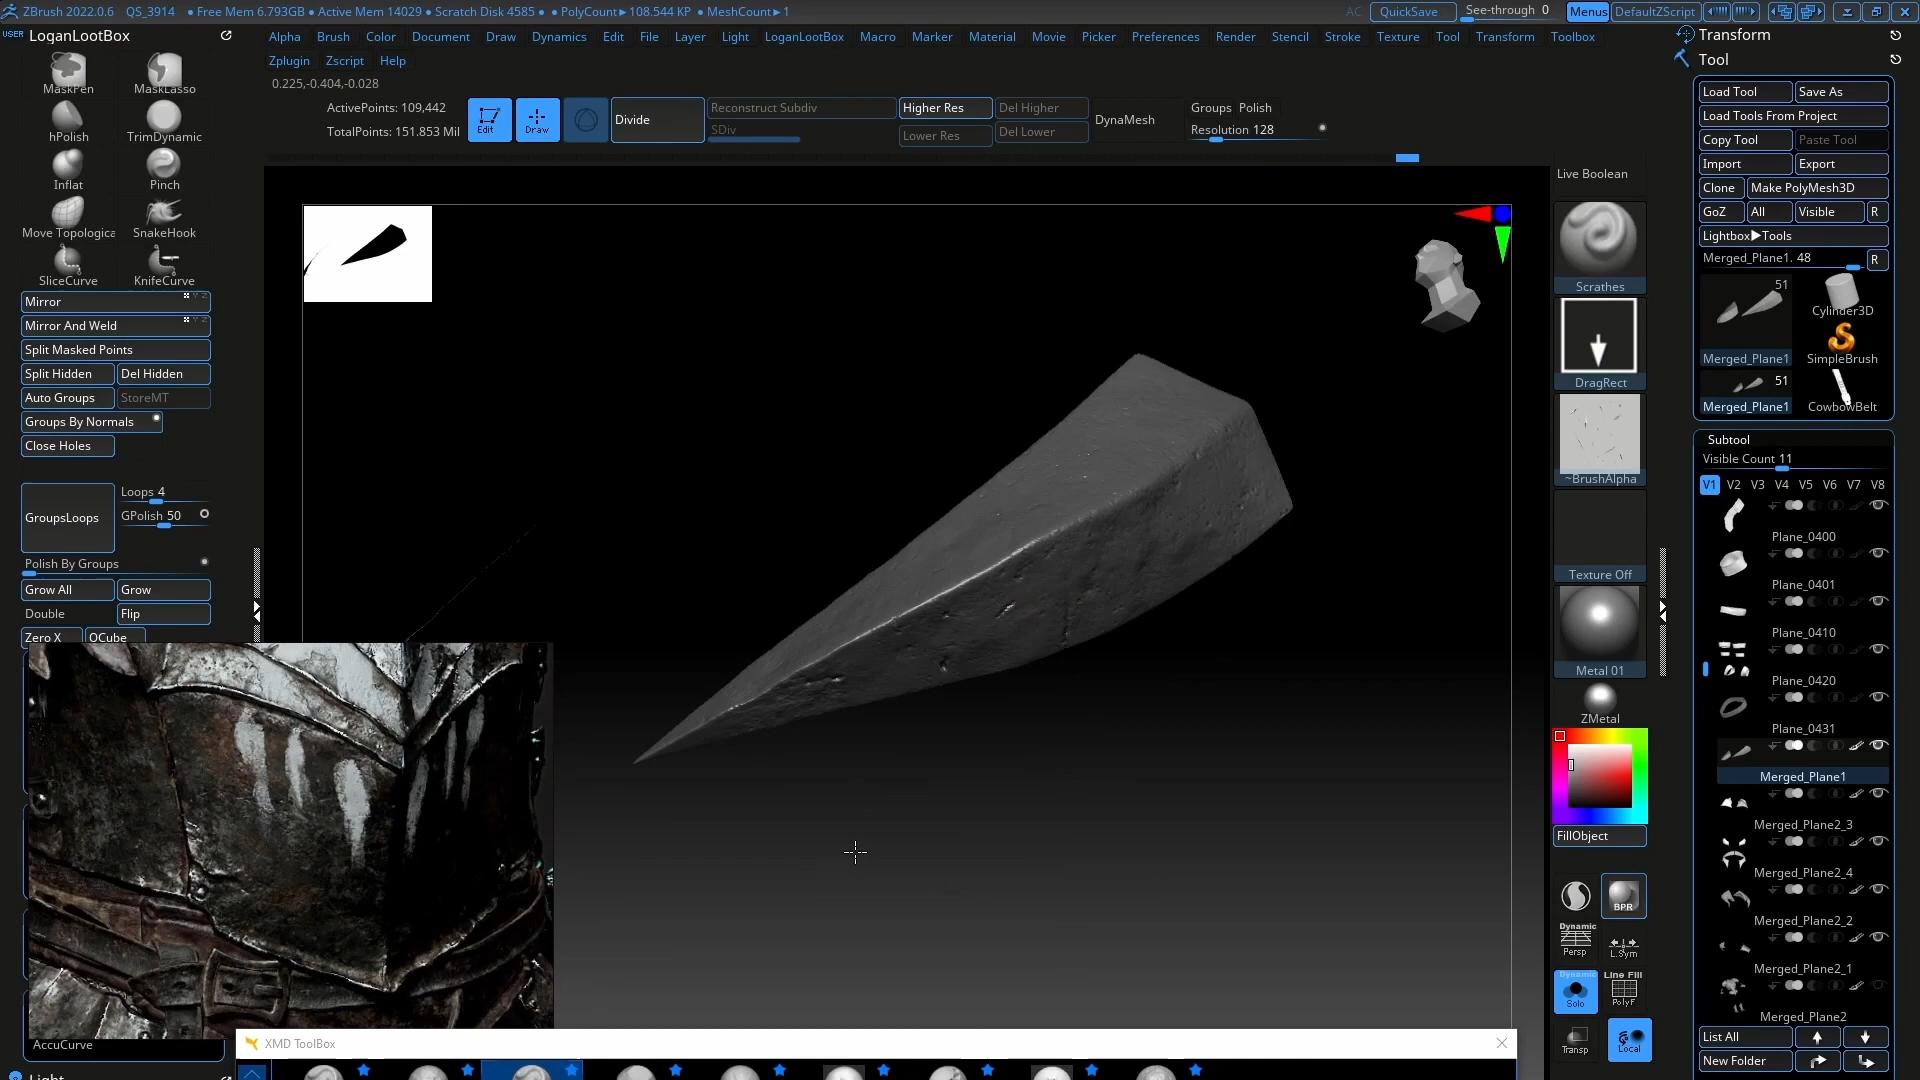 ZBrush 2022.0.6 QS_3914 ● Free Mem 6.793GB ● Active Mem 14029 ● Scratch Disk 4585 ● ● PolyCount► 108.544 KP ● MeshCount► 1
AC QuickSave See-through 0 Menus DefaultZScript
USER LoganLootBox
Alpha Brush Color Document Draw Dynamics Edit File Layer Light LoganLootBox Macro Marker Material Movie Picker Preferences Render Stencil Stroke Texture Tool Transform Toolbox
Zplugin Zscript Help
0.225,-0.404,-0.028
ActivePoints: 109,442
TotalPoints: 151.853 Mil
Edit
Draw
Divide
Reconstruct Subdiv
SDiv
Higher Res
Lower Res
Del Higher
Del Lower
DynaMesh
Groups Polish
Resolution 128
MaskPen MaskLasso
hPolish TrimDynamic
Inflat Pinch
Move Topologica SnakeHook
SliceCurve KnifeCurve
Mirror
Mirror And Weld
Split Masked Points
Split Hidden Del Hidden
Auto Groups StoreMT
Groups By Normals
Close Holes
GroupsLoops
Loops 4
GPolish 50
Polish By Groups
Grow All Grow
Double Flip
Zero X QCube
AccuCurve
Light
XMD ToolBox
Live Boolean
Scrathes
DragRect
~BrushAlpha
Texture Off
Metal 01
ZMetal
FillObject
BPR
Dynamic
Persp
L.Sym
Dynamic
Solo
Line Fill
PolyF
Transp
Local
Transform
Tool
Load Tool Save As
Load Tools From Project
Copy Tool Paste Tool
Import Export
Clone Make PolyMesh3D
GoZ All Visible R
Lightbox►Tools
Merged_Plane1. 48 R
51
Merged_Plane1
Cylinder3D
SimpleBrush
51
Merged_Plane1
CowbowBelt
Subtool
Visible Count 11
V1 V2 V3 V4 V5 V6 V7 V8
Plane_0400
Plane_0401
Plane_0410
Plane_0420
Plane_0431
Merged_Plane1
Merged_Plane2_3
Merged_Plane2_4
Merged_Plane2_2
Merged_Plane2_1
Merged_Plane2
List All
New Folder